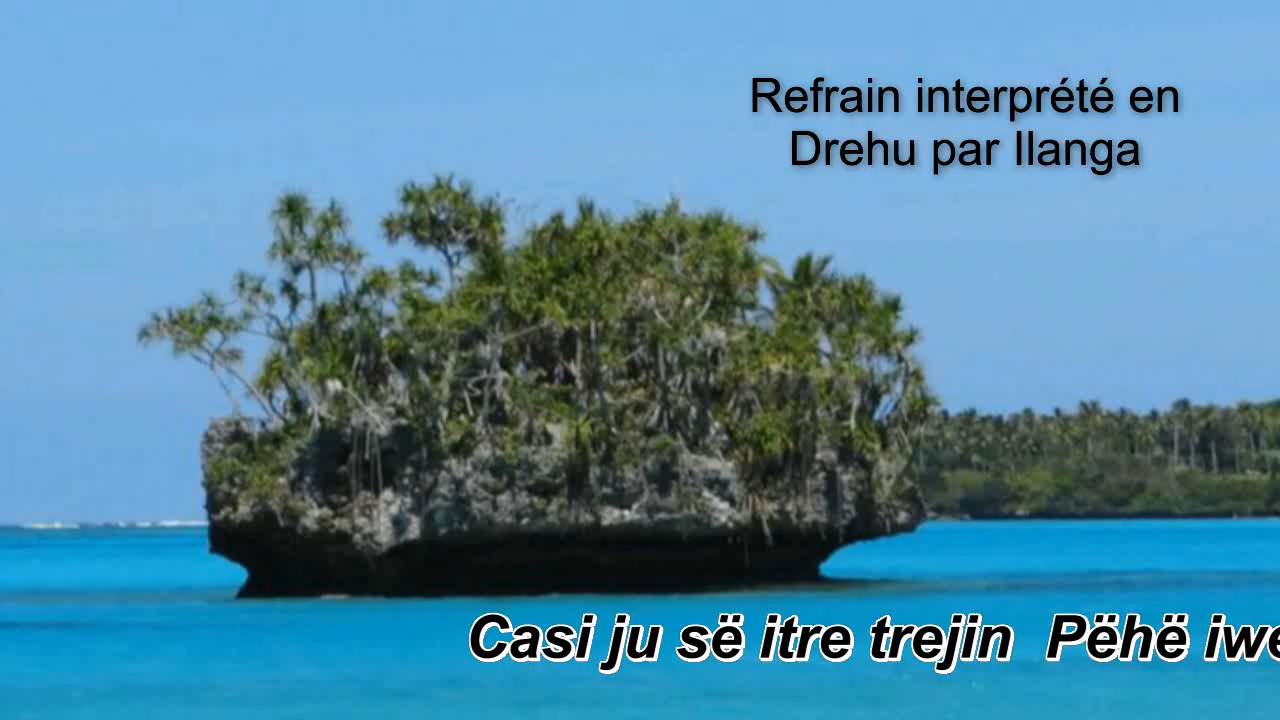 Refrain interprété en
Drehu par Ilanga
Casi ju së itre trejin Pëhë iwe